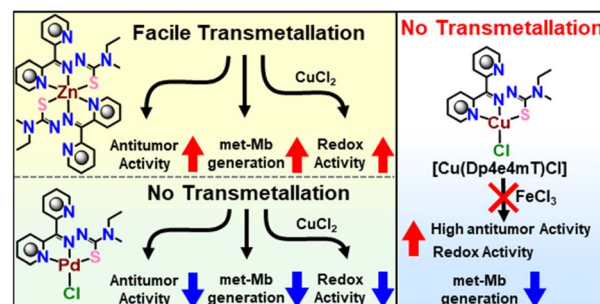 Facile Transmetallation
CuCl2
Antitumor
Activity
met-Mb
generation
Redox
Activity
N
N
N
N
N
S
Zn
S
N
N
N
N
N
No Transmetallation
CuCl2
Antitumor
Activity
met-Mb
generation
Redox
Activity
N
N
N
N
N
Pd
S
Cl
No Transmetallation
N
N
N
N
N
Cu
S
Cl
[Cu(Dp4e4mT)Cl]
FeCl3
High antitumor Activity
Redox Activity
met-Mb
generation